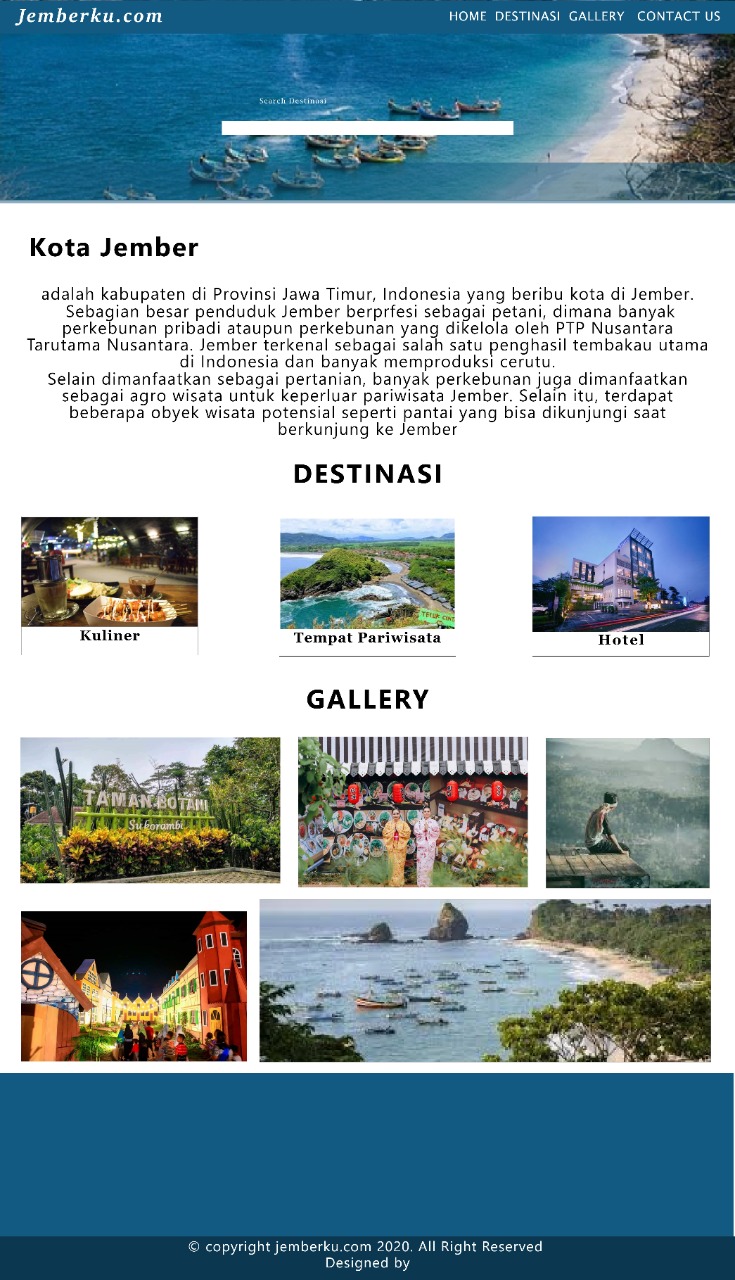 Jemberku.com
HOME DESTINASI GALLERY CONTACT US
Search Destinasi
Kota Jember
adalah kabupaten di Provinsi Jawa Timur, Indonesia yang beribu kota di Jember.
Sebagian besar penduduk Jember berprfesi sebagai petani, dimana banyak
perkebunan pribadi ataupun perkebunan yang dikelola oleh PTP Nusantara
Tarutama Nusantara. Jember terkenal sebagai salah satu penghasil tembakau utama
di Indonesia dan banyak memproduksi cerutu.
Selain dimanfaatkan sebagai pertanian, banyak perkebunan juga dimanfaatkan
sebagai agro wisata untuk keperluar pariwisata Jember. Selain itu, terdapat
beberapa obyek wisata potensial seperti pantai yang bisa dikunjungi saat
berkunjung ke Jember
DESTINASI
TELUK
Kuliner
Tempat Pariwisata
Hotel
GALLERY
TAMAN BOTANI
Sukorambi
© copyright jemberku.com 2020. All Right Reserved
Designed by